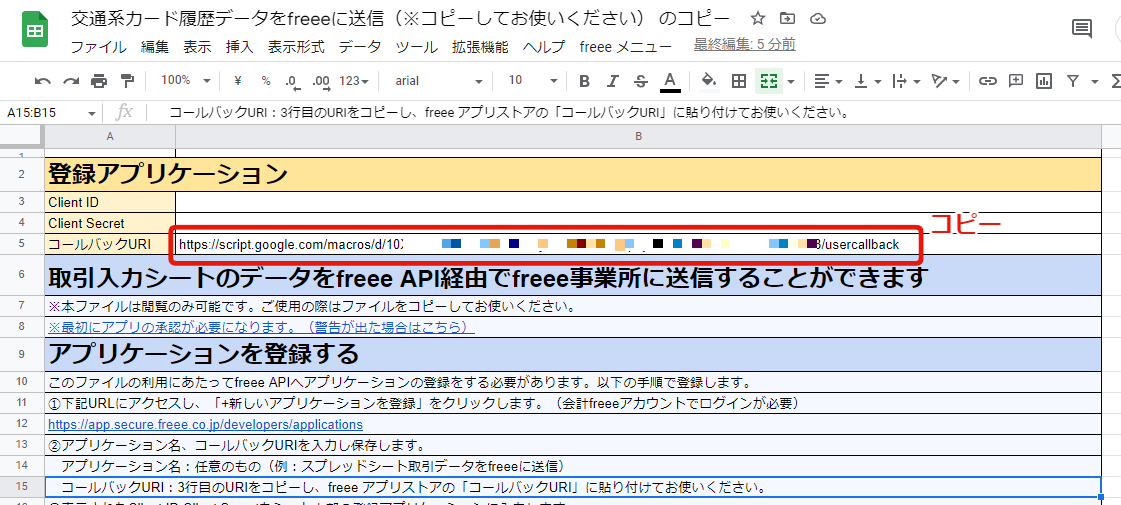 交通系カード履歴データをfreeeに送信（※コピーしてお使いください） のコピー
ファイル 編集 表示 挿入 表示形式 データ ツール 拡張機能 ヘルプ freee メニュー 最終編集: 5 分前
100% ¥ % .0 .00 123 arial 10 B I S A
A15:B15 fx コールバックURI：3行目のURIをコピーし、freee アプリストアの「コールバックURI」に貼り付けてお使いください。
A B
1
2 登録アプリケーション
3 Client ID
コピー
4 Client Secret
5 コールバックURI https://script.google.com/macros/d/10 /usercallback
6 取引入力シートのデータをfreee API経由でfreee事業所に送信することができます
7 ※本ファイルは閲覧のみ可能です。ご使用の際はファイルをコピーしてお使いください。
8 ※最初にアプリの承認が必要になります。（警告が出た場合はこちら）
9 アプリケーションを登録する
10 このファイルの利用にあたってfreee APIへアプリケーションの登録をする必要があります。以下の手順で登録します。
11 ①下記URLにアクセスし、「+新しいアプリケーションを登録」をクリックします。（会計freeeアカウントでログインが必要）
12 https://app.secure.freee.co.jp/developers/applications
13 ②アプリケーション名、コールバックURIを入力し保存します。
14 アプリケーション名：任意のもの（例：スプレッドシート取引データをfreeeに送信）
15 コールバックURI：3行目のURIをコピーし、freee アプリストアの「コールバックURI」に貼り付けてお使いください。